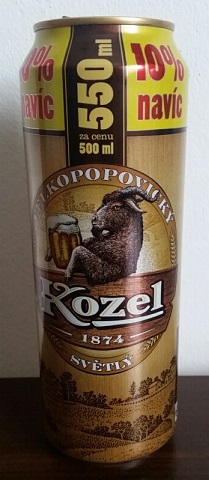 10%
navíc
550 ml
za cenu
500 ml
10%
navíc
VELKOPOPOVICKÝ
Kozel
1874
SVĚTLÝ